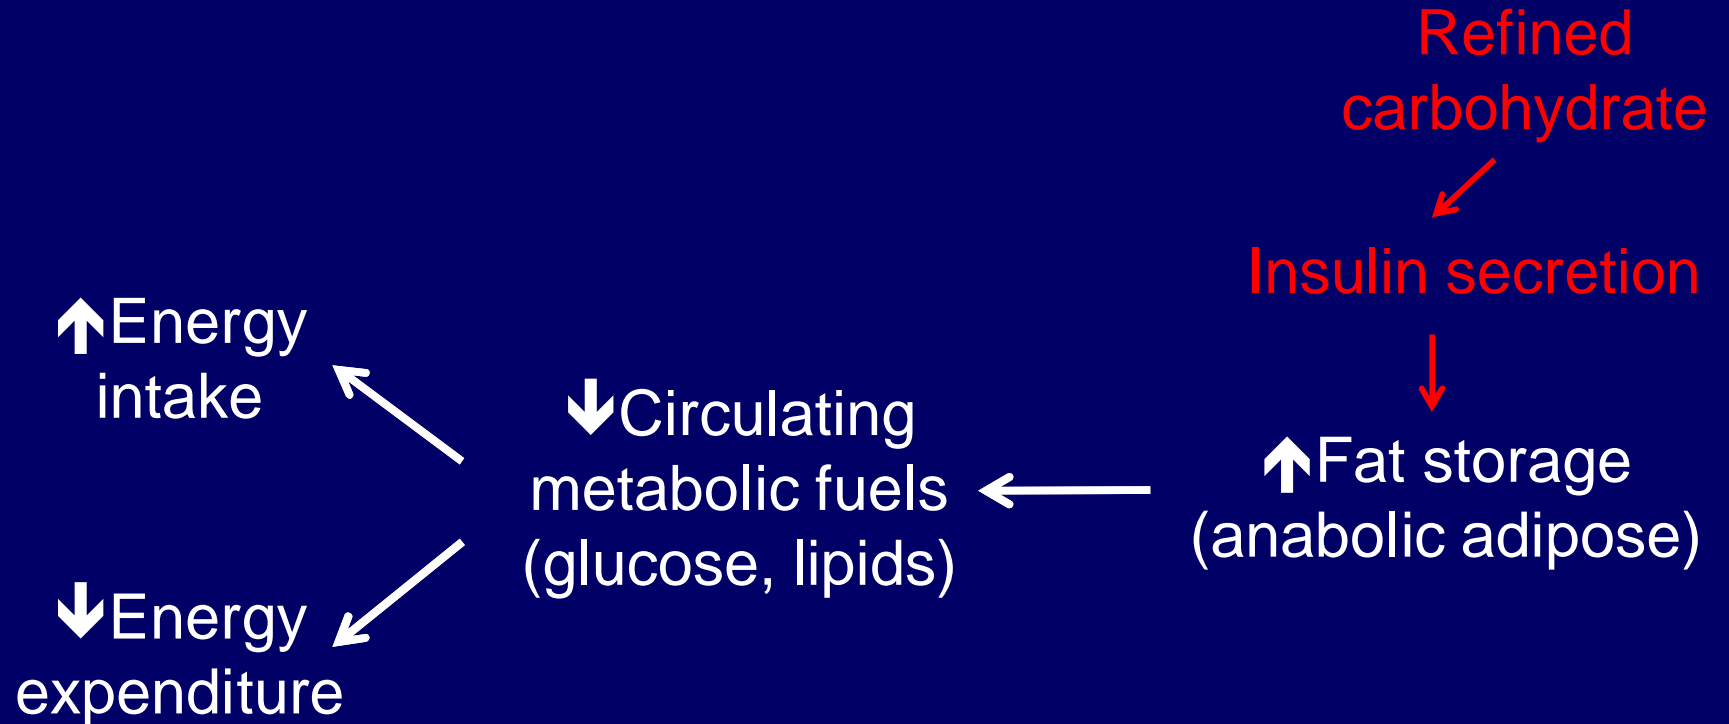 Refined
carbohydrate
Insulin secretion
🡩Energy
intake
🡫Circulating
metabolic fuels
(glucose, lipids)
🡩Fat storage
(anabolic adipose)
🡫Energy
expenditure